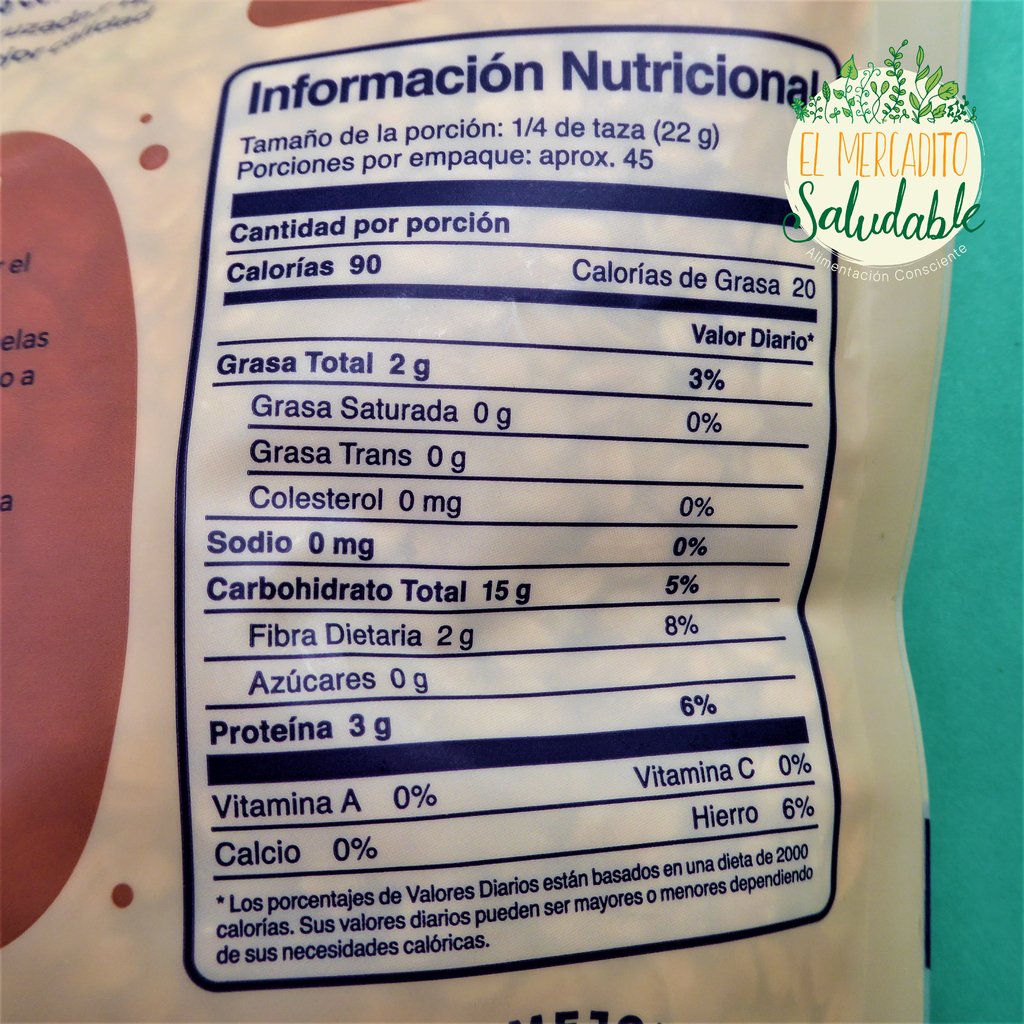 el
elas
o a
a
Información Nutricional
Tamaño de la porción: 1/4 de taza (22 g)
Porciones por empaque: aprox. 45
Cantidad por porción
Calorías 90 Calorías de Grasa 20
Valor Diario*
Grasa Total 2 g 3%
Grasa Saturada 0 g 0%
Grasa Trans 0 g
Colesterol 0 mg 0%
Sodio 0 mg 0%
Carbohidrato Total 15 g 5%
Fibra Dietaria 2 g 8%
Azúcares 0 g
Proteína 3 g 6%
Vitamina A 0% Vitamina C 0%
Calcio 0% Hierro 6%
* Los porcentajes de Valores Diarios están basados en una dieta de 2000
calorías. Sus valores diarios pueden ser mayores o menores dependiendo
de sus necesidades calóricas.
EL MERCADITO
Saludable
Alimentación Consciente